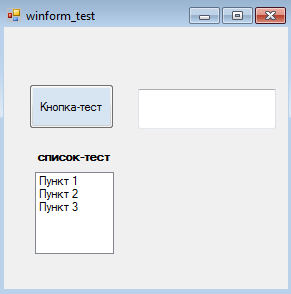 winform_test
Кнопка-тест
список-тест
Пункт 1
Пункт 2
Пункт 3